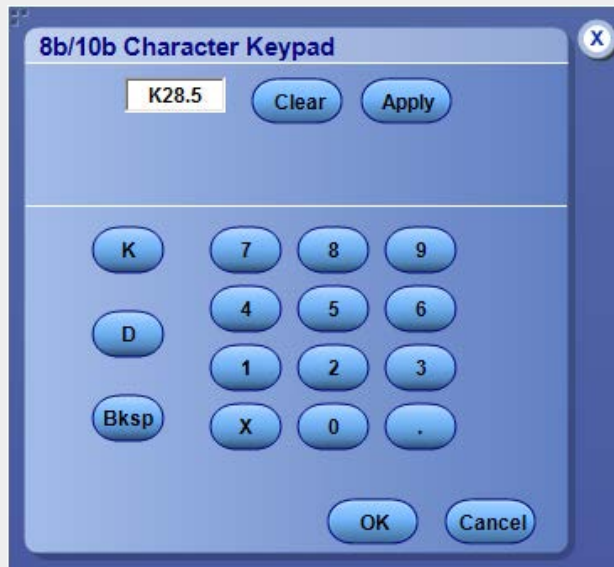 8b/10b Character Keypad
X
K28.5 Clear Apply
K 7 8 9
4 5 6
D
1 2 3
Bksp
X 0 .
OK Cancel